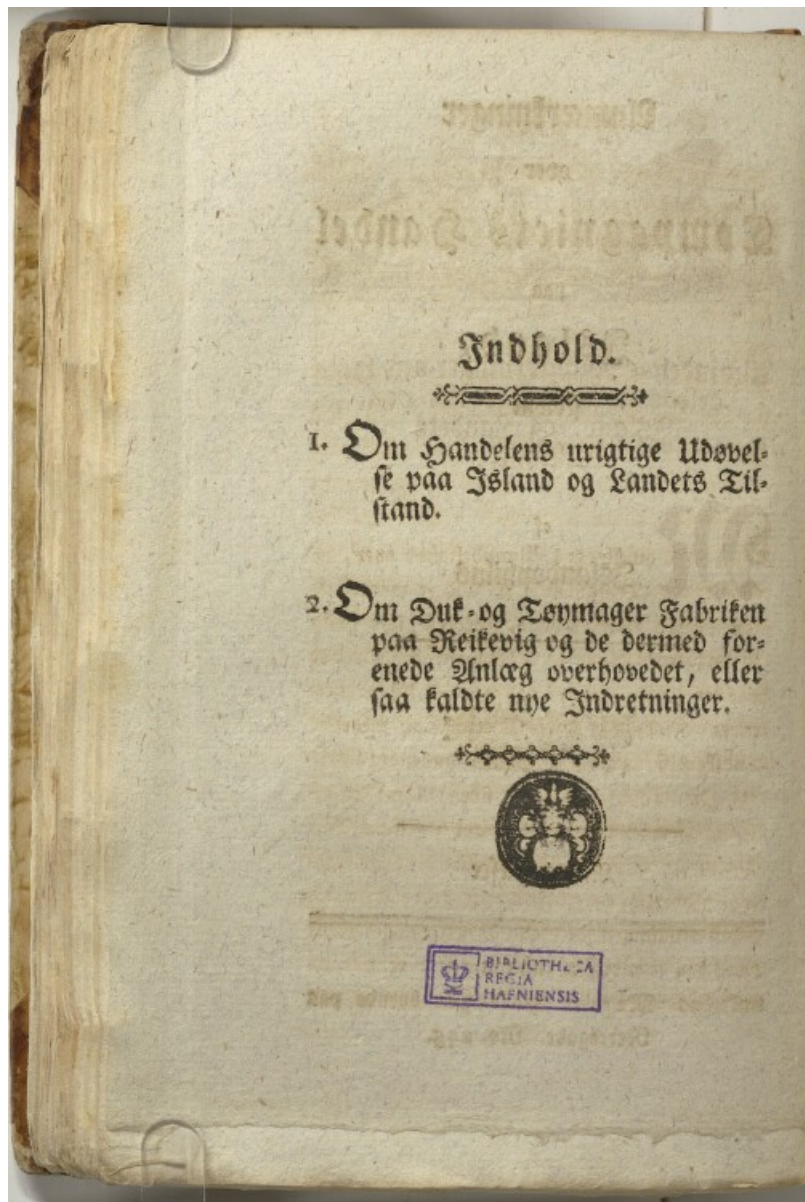 Indhold.
1. Om Handelens urigtige Udøvel-
se paa Island og Landets Til-
stand.
2. Om Duk- og Tøymager Fabriken
paa Reikevig og de dermed for-
enede Anlæg overhovedet, eller
saa kaldte nye Indretninger.
BIBLIOTHECA
REGIA
HAFNIENSIS